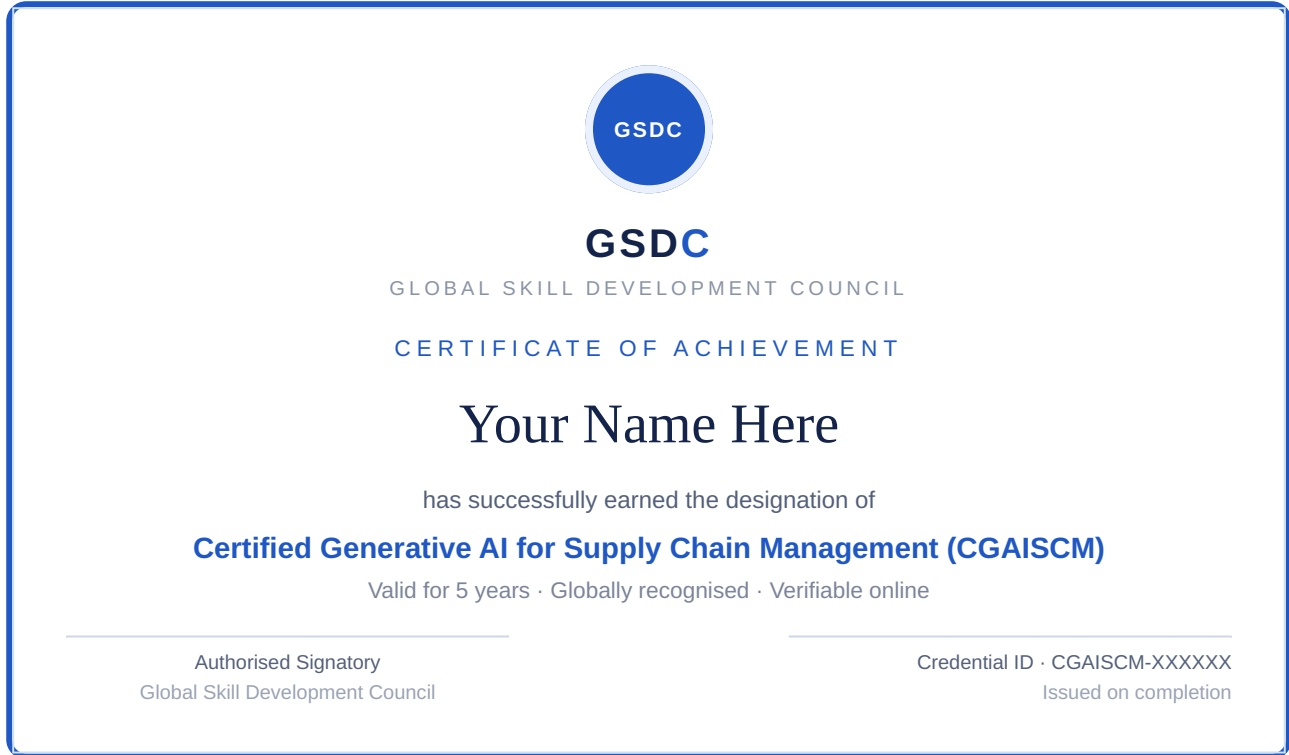 GSDC
GSDC
GLOBAL SKILL DEVELOPMENT COUNCIL
CERTIFICATE OF ACHIEVEMENT
Your Name Here
has successfully earned the designation of
Certified Generative AI for Supply Chain Management (CGAISCM)
Valid for 5 years · Globally recognised · Verifiable online
Authorised Signatory
Global Skill Development Council
Credential ID · CGAISCM-XXXXXX
Issued on completion